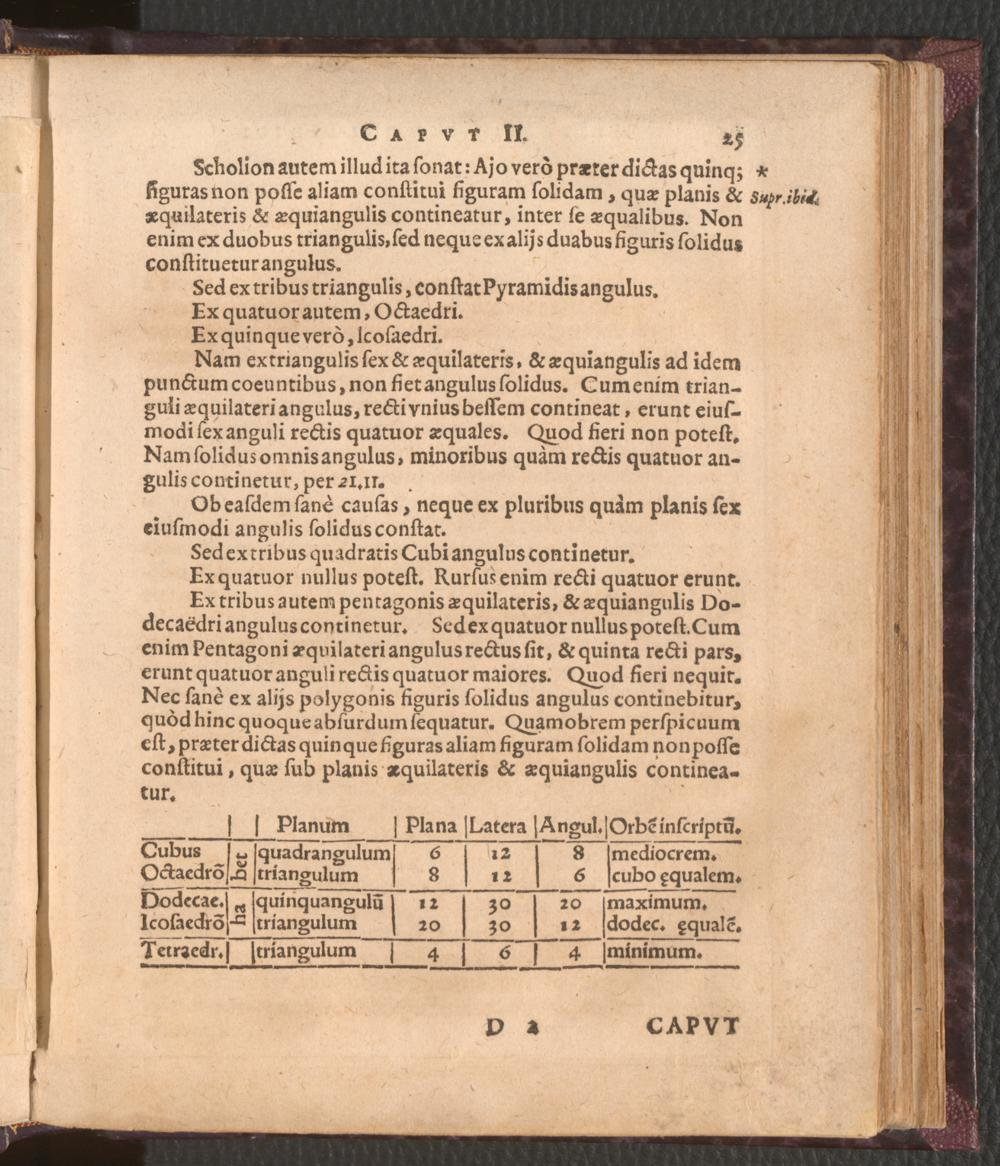 CAPVT II. 25
Scholion autem illud ita ſonat: Ajo verò præter dictas quinq; *
figuras non poſſe aliam conſtitui figuram ſolidam, quæ planis & Supr.ibid.
æquilateris & æquiangulis contineatur, inter ſe æqualibus. Non
enim ex duobus triangulis, ſed neque ex alijs duabus figuris ſolidus
conſtituetur angulus.
Sed ex tribus triangulis, conſtat Pyramidis angulus.
Ex quatuor autem, Octaedri.
Ex quinque verò, Icoſaedri.
Nam ex triangulis ſex & æquilateris, & æquiangulis ad idem
punctum coeuntibus, non fiet angulus ſolidus. Cum enim trian-
guli æquilateri angulus, recti vnius beſſem contineat, erunt eiuſ-
modi ſex anguli rectis quatuor æquales. Quod fieri non poteſt.
Nam ſolidus omnis angulus, minoribus quàm rectis quatuor an-
gulis continetur, per 21.11.
Ob eaſdem ſanè cauſas, neque ex pluribus quàm planis ſex
eiuſmodi angulis ſolidus conſtat.
Sed ex tribus quadratis Cubi angulus continetur.
Ex quatuor nullus poteſt. Rurſus enim recti quatuor erunt.
Ex tribus autem pentagonis æquilateris, & æquiangulis Do-
decaëdri angulus continetur. Sed ex quatuor nullus poteſt. Cum
enim Pentagoni æquilateri angulus rectus ſit, & quinta recti pars,
erunt quatuor anguli rectis quatuor maiores. Quod fieri nequit.
Nec ſanè ex alijs polygonis figuris ſolidus angulus continebitur,
quòd hinc quoque abſurdum ſequatur. Quamobrem perſpicuum
eſt, præter dictas quinque figuras aliam figuram ſolidam non poſſe
conſtitui, quæ ſub planis æquilateris & æquiangulis continea-
tur.
Planum Plana Latera Angul. Orbē inſcriptū.
Cubus habet quadrangulum 6 12 8 mediocrem.
Octaedrō triangulum 8 12 6 cubo ęqualem.
Dodecae. quinquangulū 12 30 20 maximum.
Icoſaedrō triangulum 20 30 12 dodec. ęqualē.
Tetraedr. triangulum 4 6 4 minimum.
D 2 CAPVT